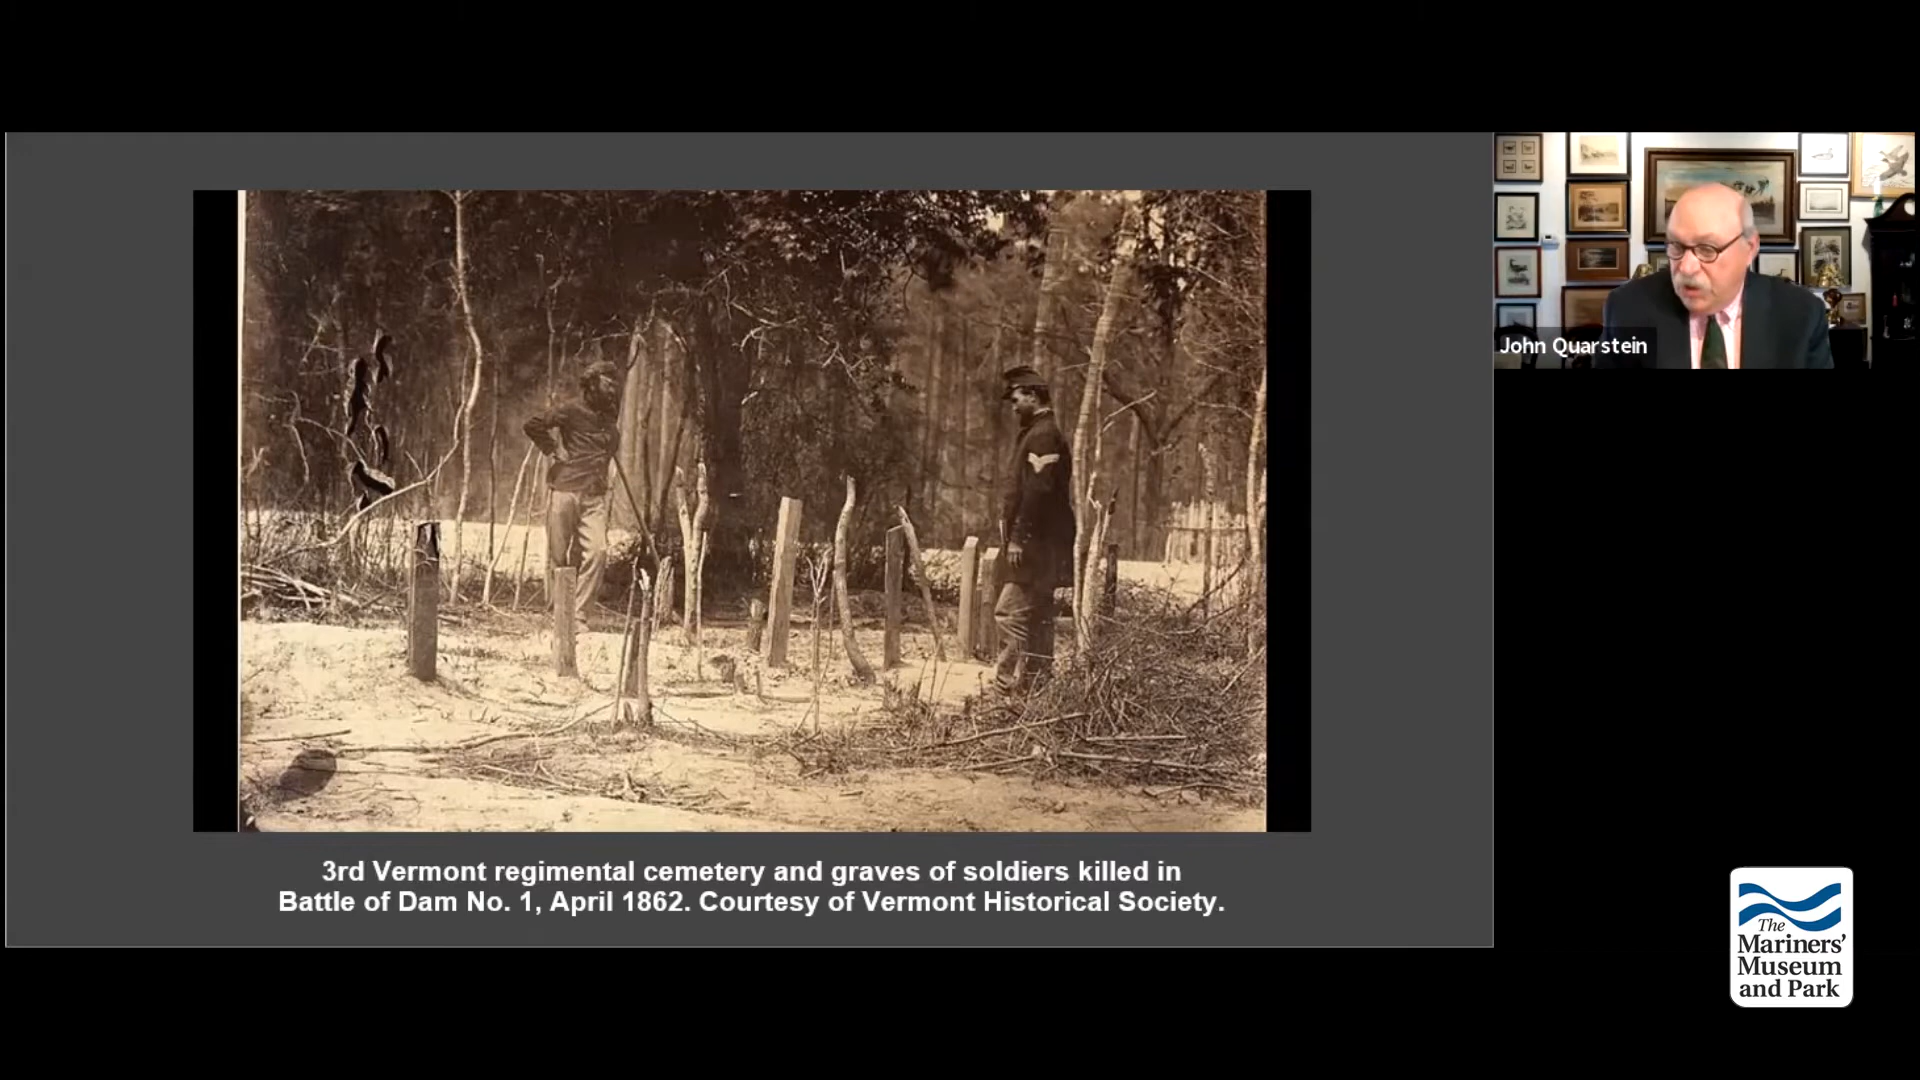 John Quarstein
3rd Vermont regimental cemetery and graves of soldiers killed in
Battle of Dam No. 1, April 1862. Courtesy of Vermont Historical Society.
The
Mariners'
Museum
and Park